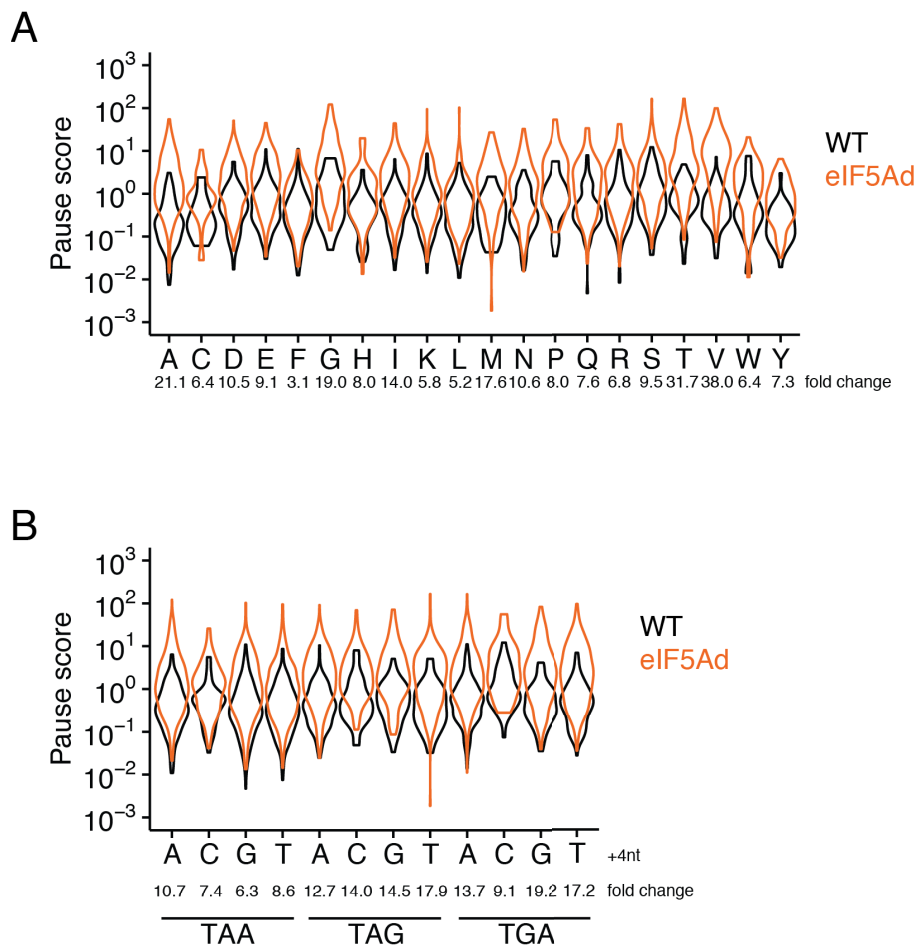 A
10³
10²
10¹
10⁰
10⁻¹
10⁻²
10⁻³
Pause score
WT
eIF5Ad
A C D E F G H I K L M N P Q R S T V W Y
21.1 6.4 10.5 9.1 3.1 19.0 8.0 14.0 5.8 5.2 17.6 10.6 8.0 7.6 6.8 9.5 31.7 38.0 6.4 7.3 fold change
B
10³
10²
10¹
10⁰
10⁻¹
10⁻²
10⁻³
Pause score
WT
eIF5Ad
A C G T A C G T A C G T +4nt
10.7 7.4 6.3 8.6 12.7 14.0 14.5 17.9 13.7 9.1 19.2 17.2 fold change
TAA TAG TGA